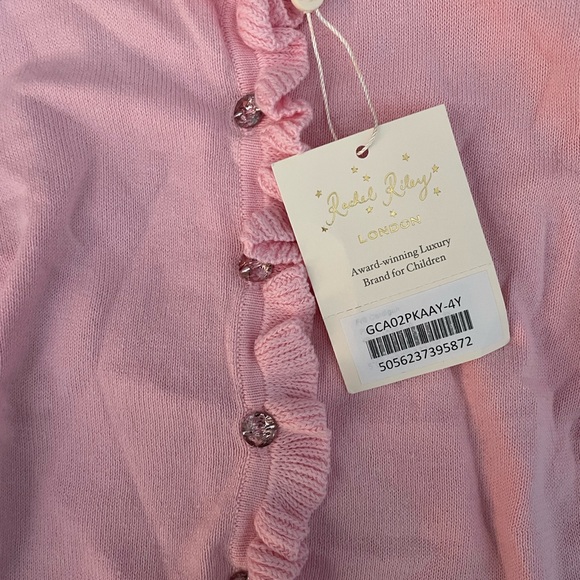 Rachel Riley
LONDON
Award-winning Luxury
Brand for Children
GCA02PKAAY-4Y
5056237395872